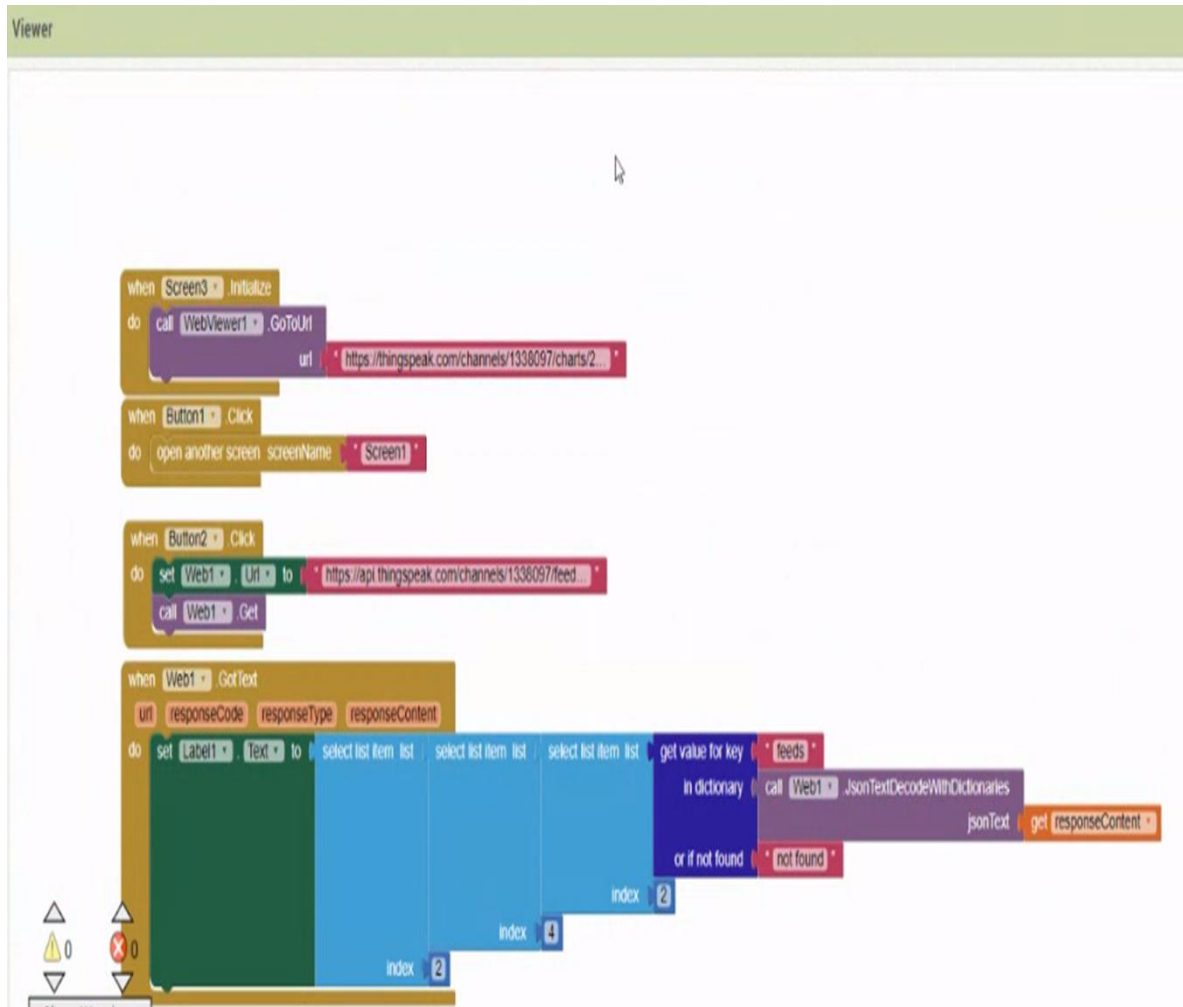 Viewer
when Screen3 .Initialize
do call WebViewer1 .GoToUrl
url " https://thingspeak.com/channels/1338097/charts/2... "
when Button1 .Click
do open another screen screenName " Screen1 "
when Button2 .Click
do set Web1 . Url to " https://api.thingspeak.com/channels/1338097/feed... "
call Web1 .Get
when Web1 .GotText
url responseCode responseType responseContent
do set Label1 . Text to select list item list select list item list select list item list get value for key " feeds "
in dictionary call Web1 .JsonTextDecodeWithDictionaries
jsonText get responseContent
or if not found " not found "
index 2
index 4
index 2
0 0